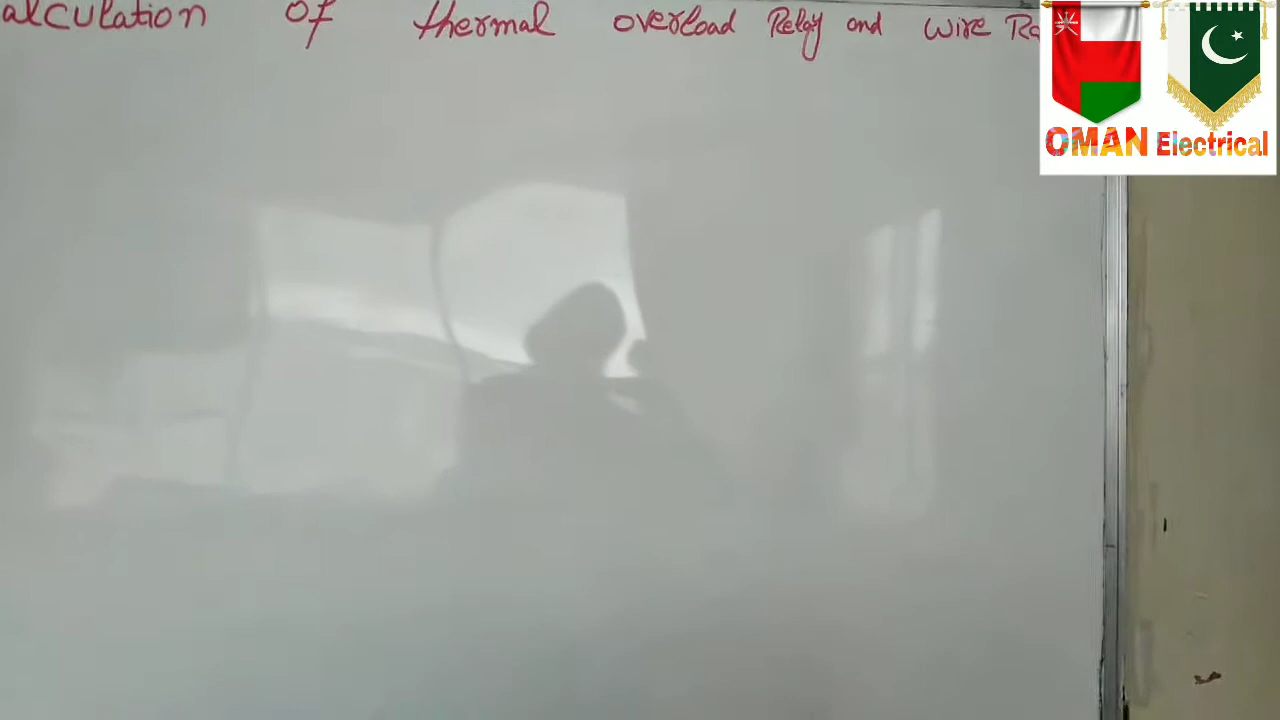 alculation of thermal overload Relay and wire
OMAN Electrical